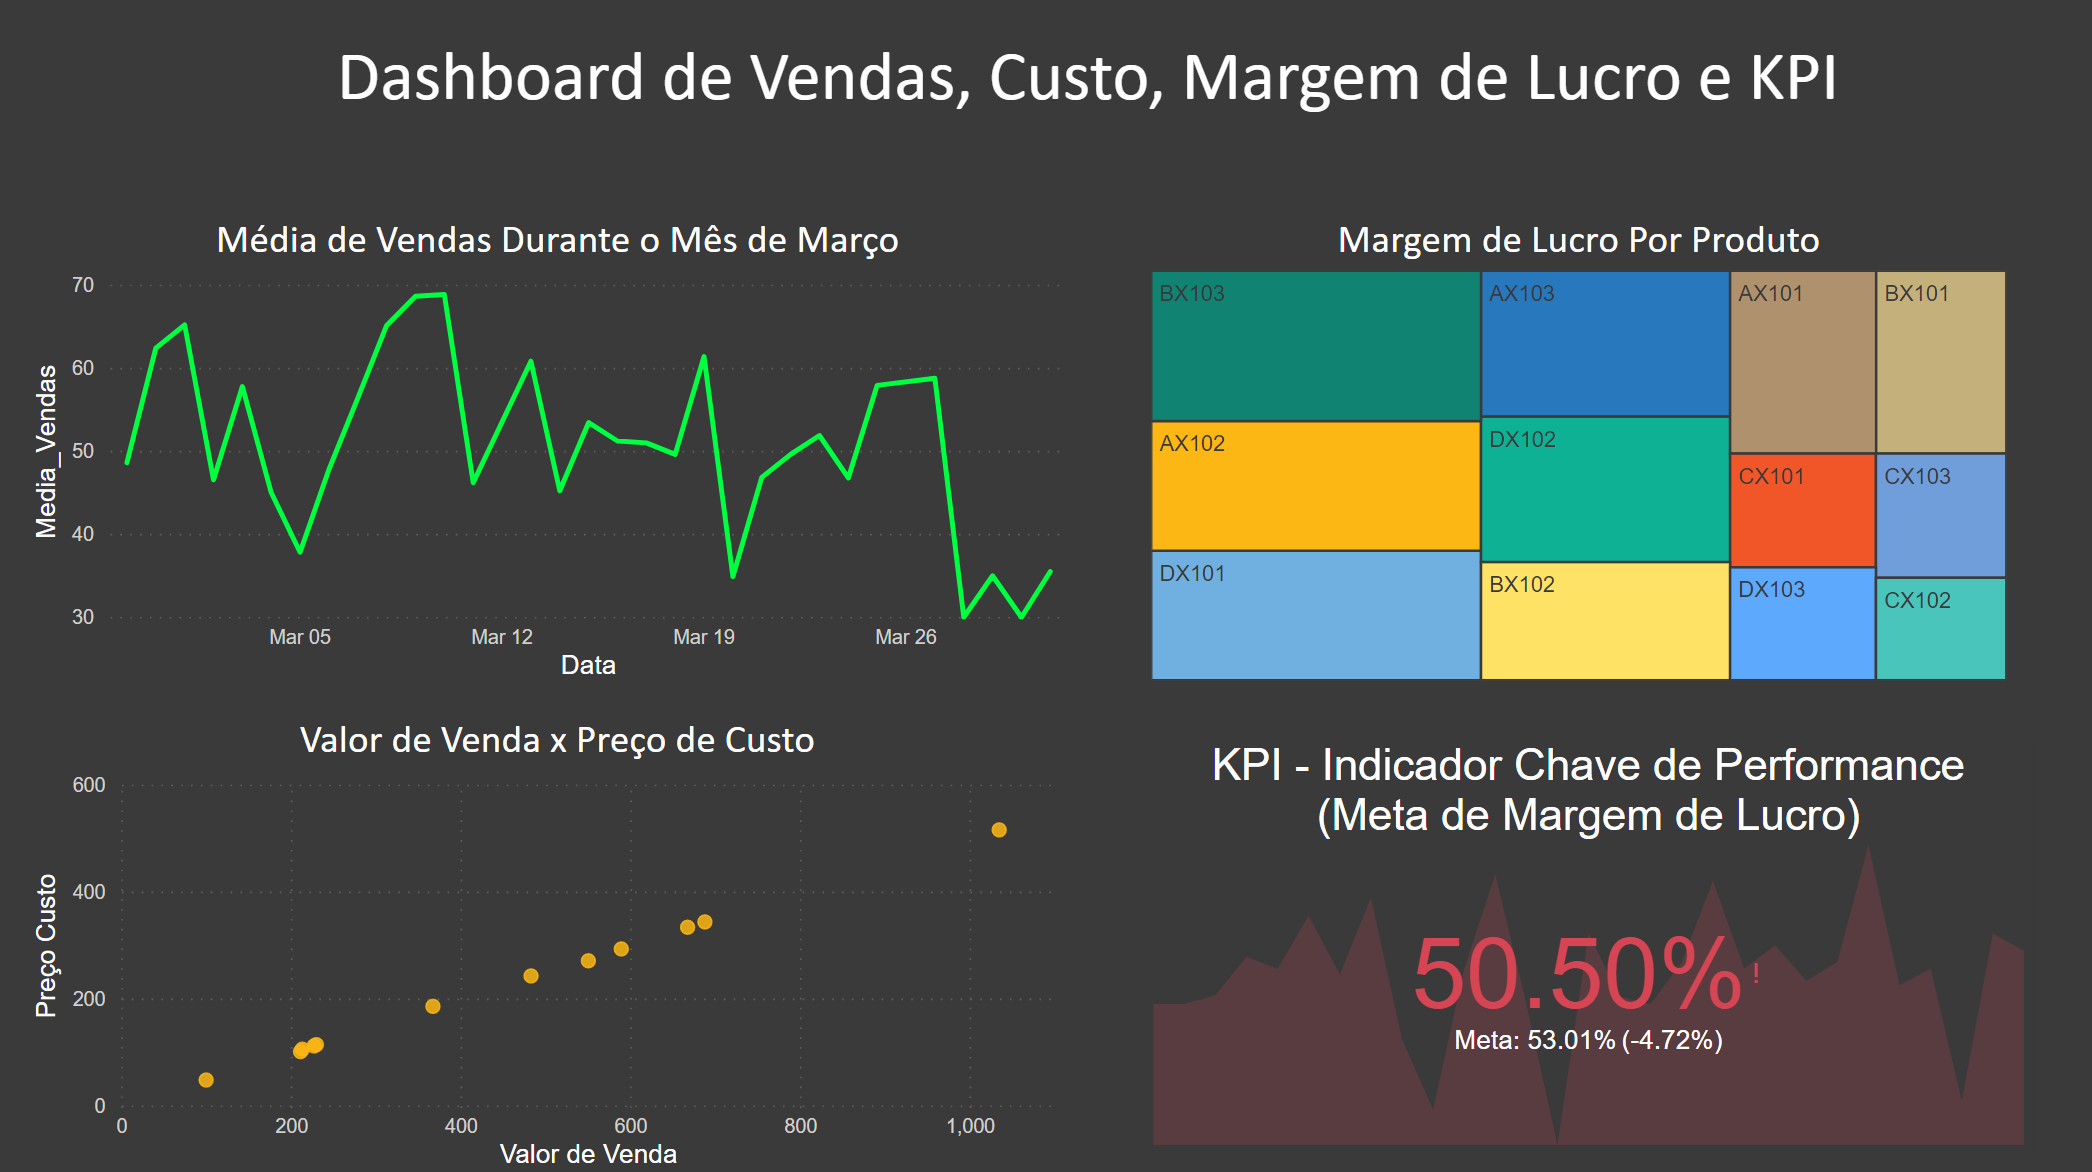 Dashboard de Vendas, Custo, Margem de Lucro e KPI
Média de Vendas Durante o Mês de Março
70
60
50
40
30
Media_Vendas
Mar 05
Mar 12
Mar 19
Mar 26
Data
Margem de Lucro Por Produto
BX103
AX102
DX101
AX103
DX102
BX102
AX101
BX101
CX101
CX103
DX103
CX102
Valor de Venda x Preço de Custo
600
400
200
0
Preço Custo
0
200
400
600
800
1,000
Valor de Venda
KPI - Indicador Chave de Performance
(Meta de Margem de Lucro)
50.50% !
Meta: 53.01% (-4.72%)